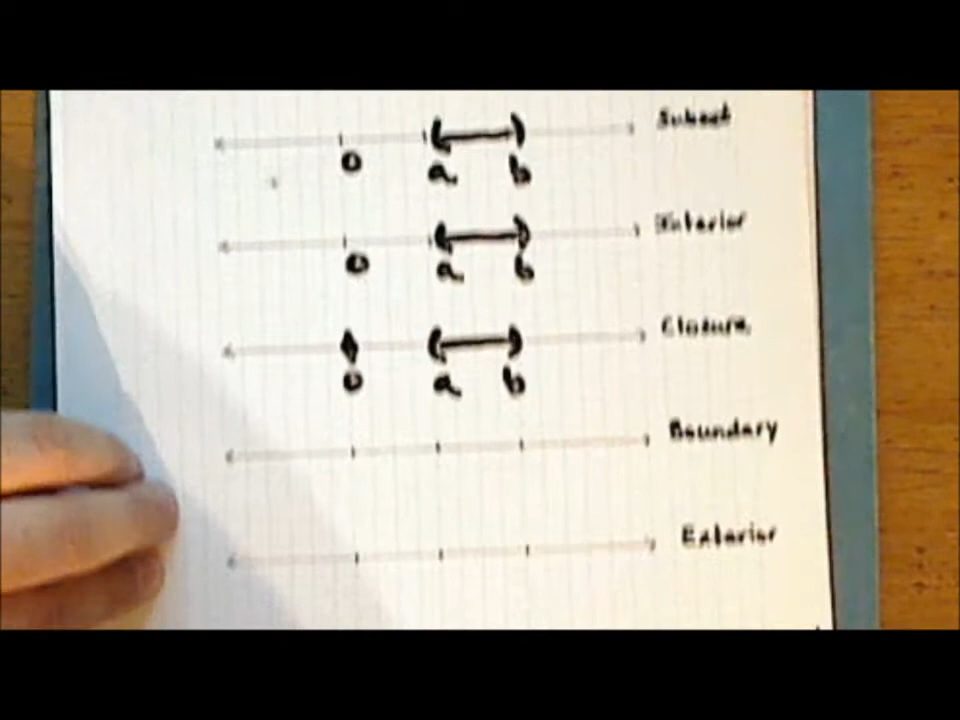 Subset
0 a b
Interior
0 a b
Closure
0 a b
Boundary
Exterior